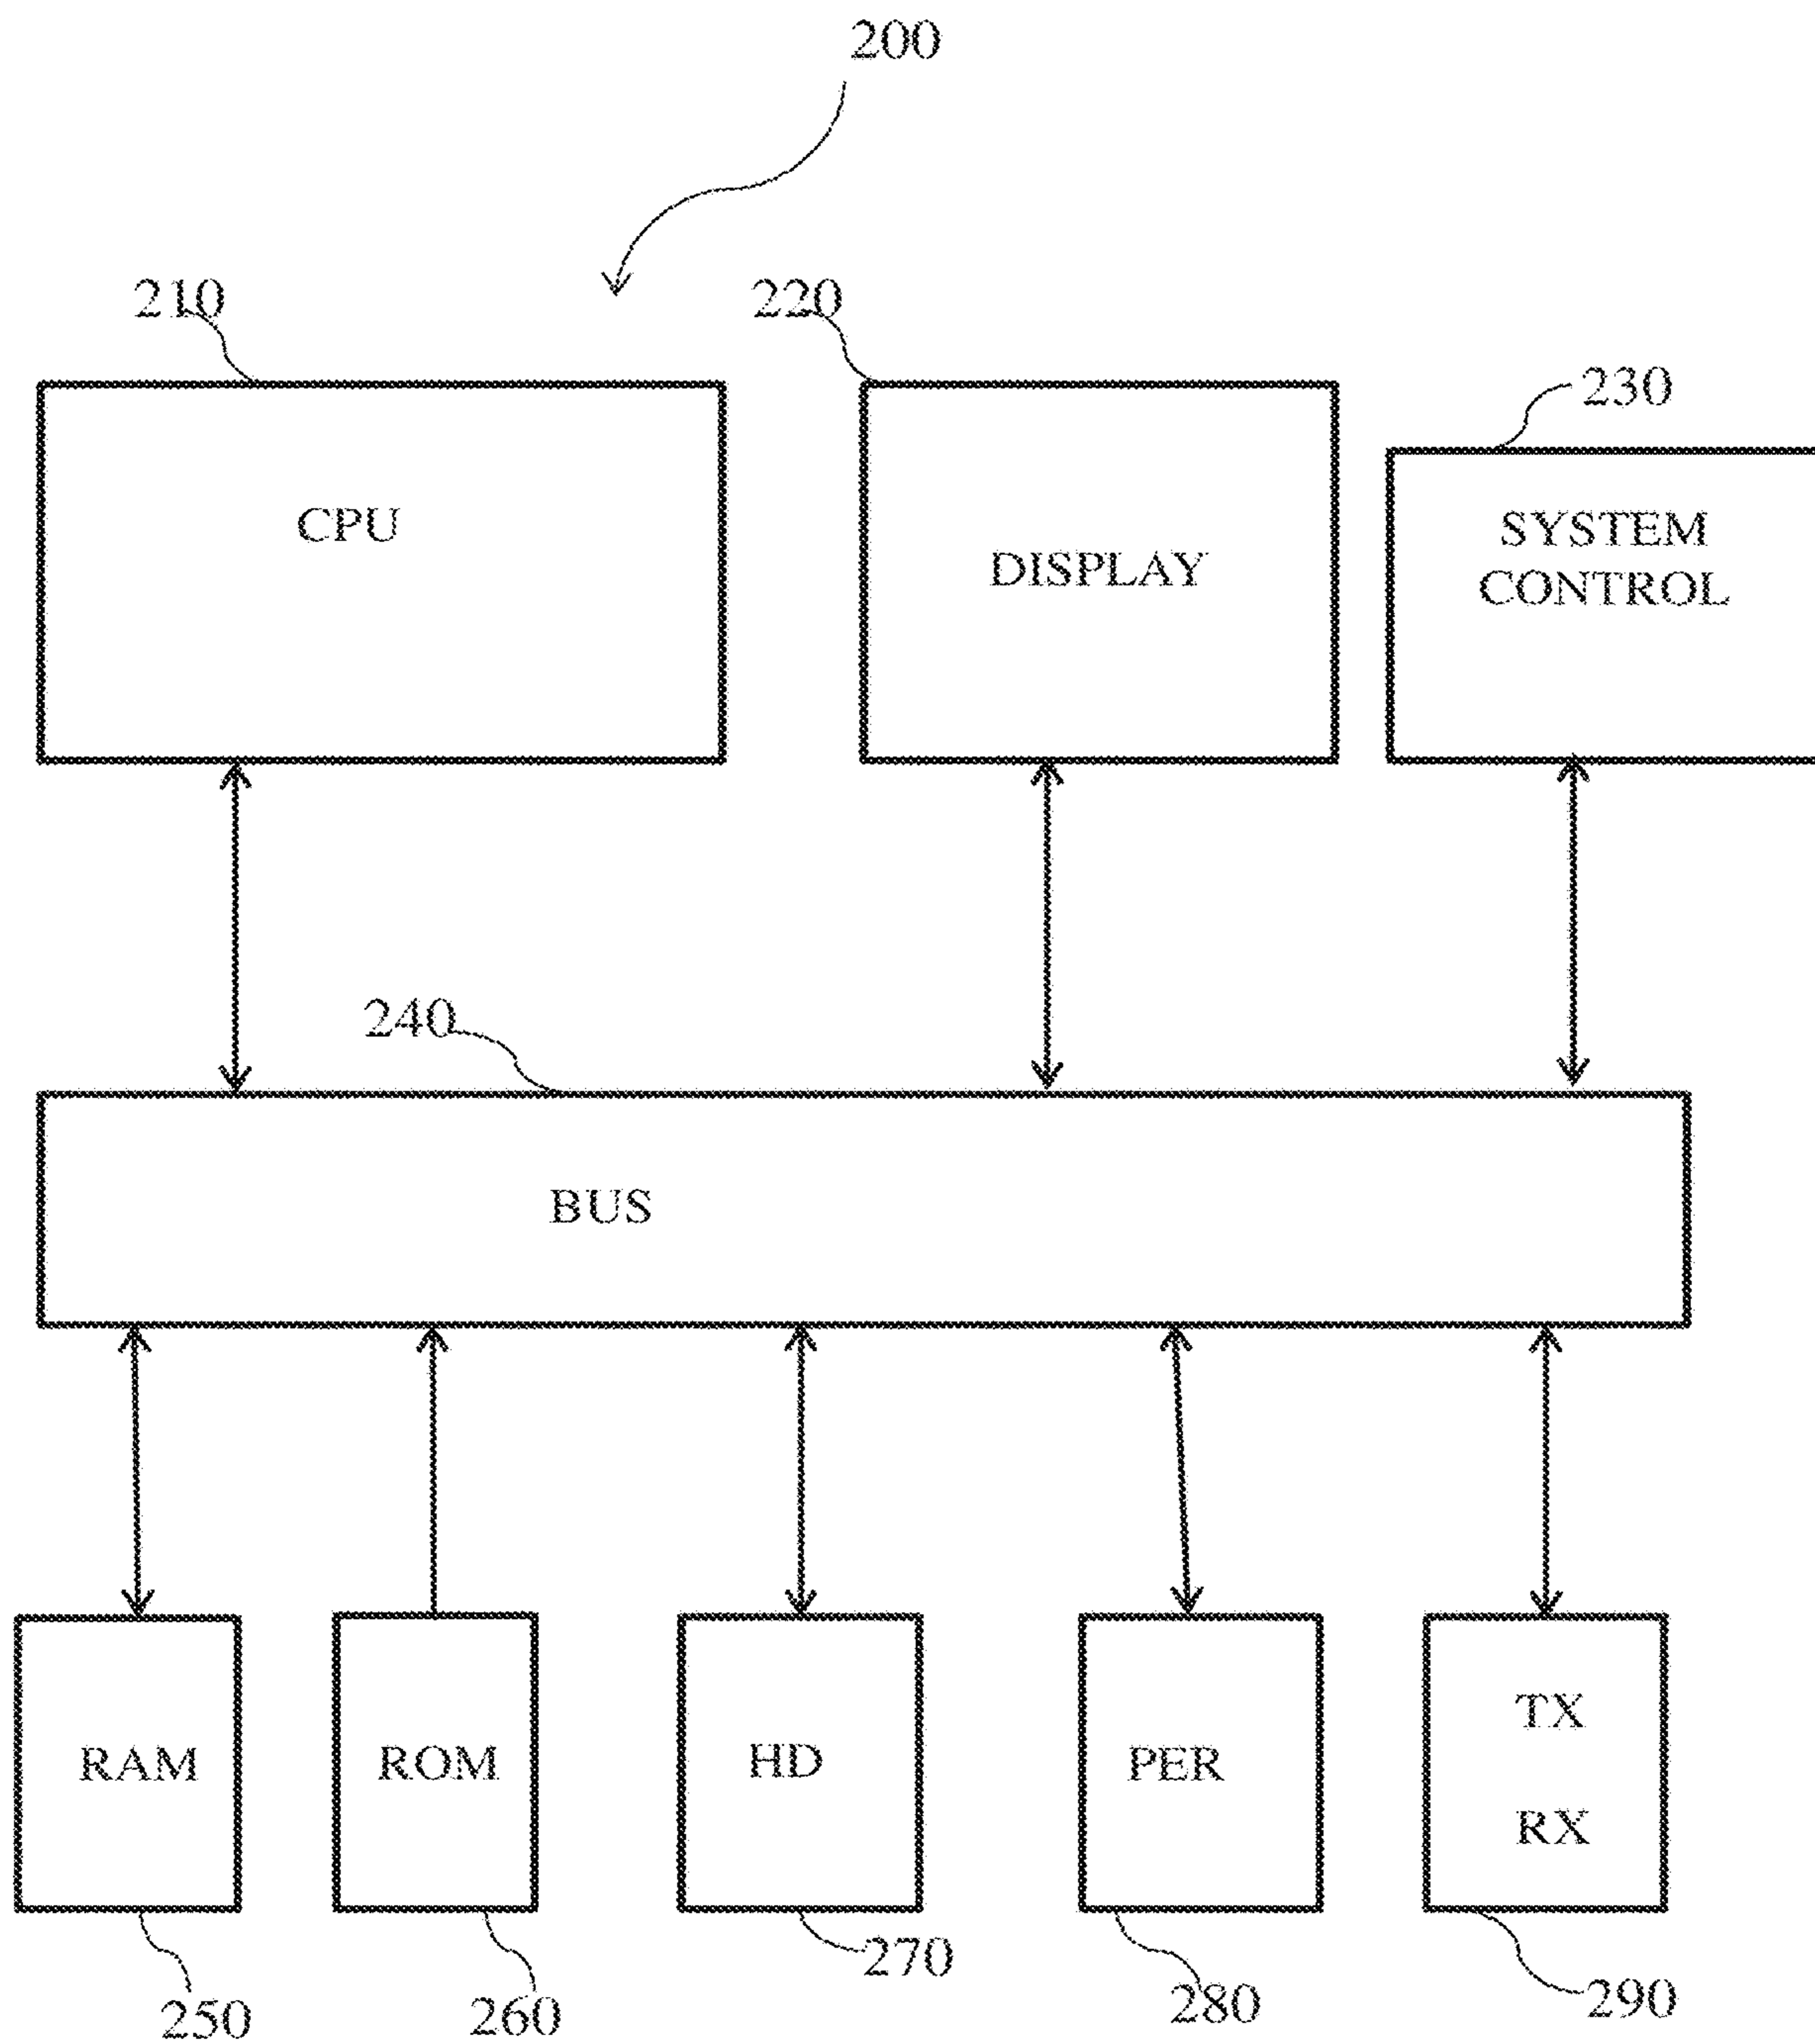 200
210
220
230
CPU
DISPLAY
SYSTEM
CONTROL
240
BUS
RAM
ROM
HD
PER
TX
RX
250
260
270
280
290